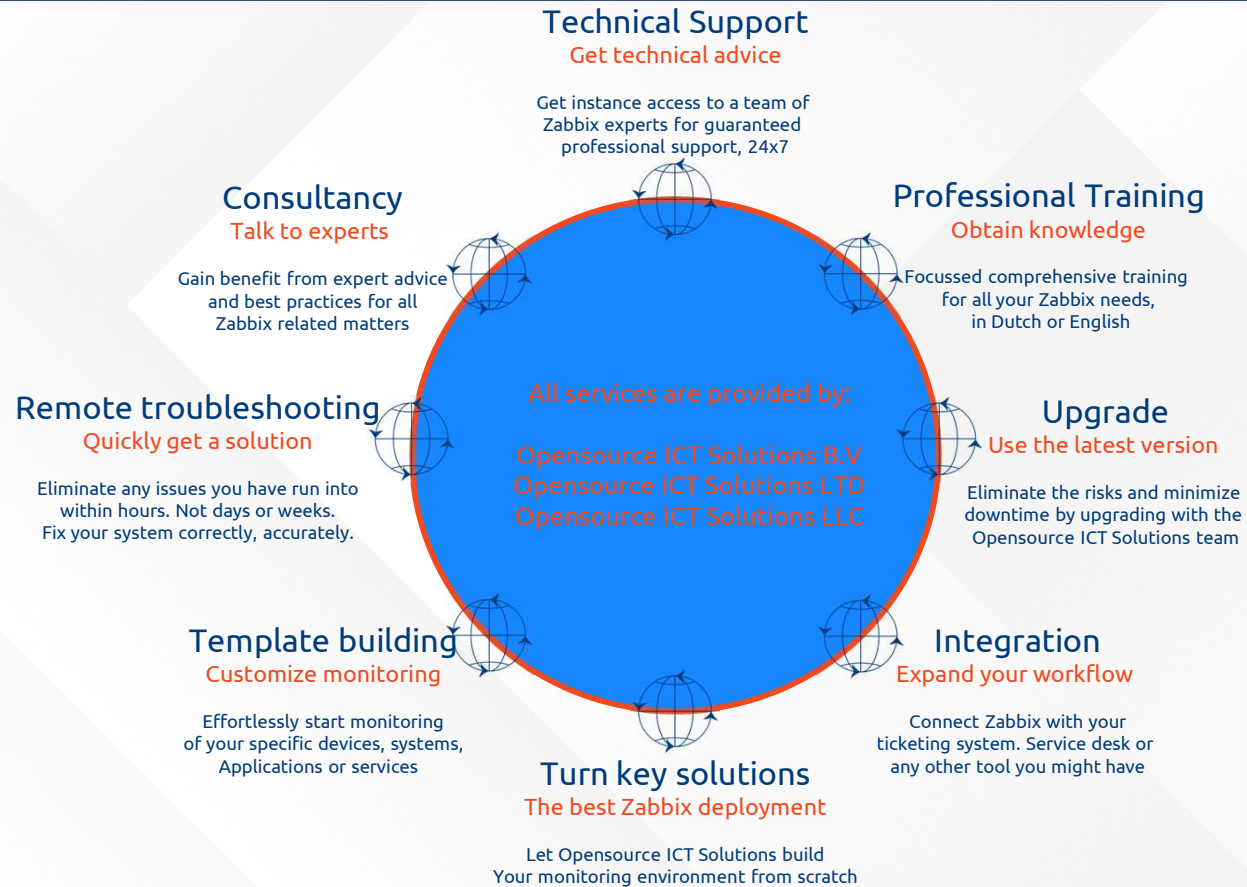 Technical Support
Get technical advice
Get instance access to a team of
Zabbix experts for guaranteed
professional support, 24x7
Consultancy
Talk to experts
Gain benefit from expert advice
and best practices for all
Zabbix related matters
Professional Training
Obtain knowledge
Focussed comprehensive training
for all your Zabbix needs,
in Dutch or English
Remote troubleshooting
Quickly get a solution
Eliminate any issues you have run into
within hours. Not days or weeks.
Fix your system correctly, accurately.
All services are provided by:
Opensource ICT Solutions B.V
Opensource ICT Solutions LTD
Opensource ICT Solutions LLC
Upgrade
Use the latest version
Eliminate the risks and minimize
downtime by upgrading with the
Opensource ICT Solutions team
Template building
Customize monitoring
Effortlessly start monitoring
of your specific devices, systems,
Applications or services
Integration
Expand your workflow
Connect Zabbix with your
ticketing system. Service desk or
any other tool you might have
Turn key solutions
The best Zabbix deployment
Let Opensource ICT Solutions build
Your monitoring environment from scratch